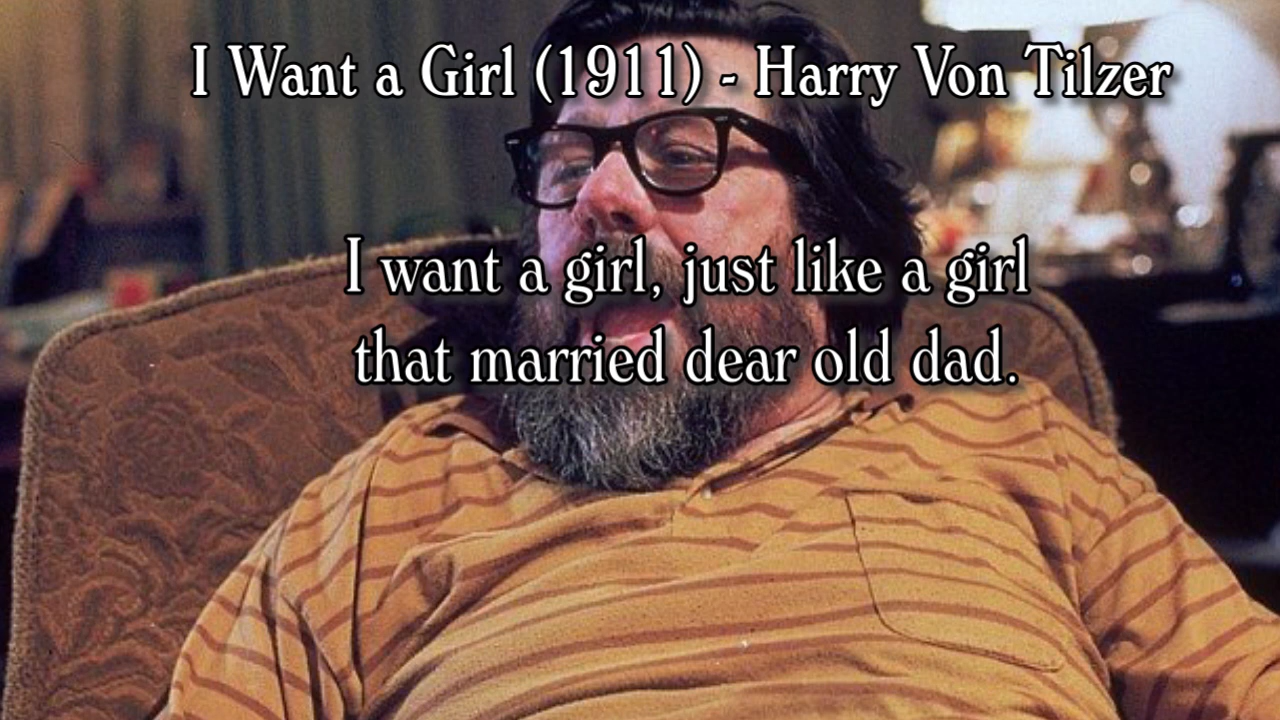 I Want a Girl (1911) - Harry Von Tilzer
I want a girl, just like a girl
that married dear old dad.